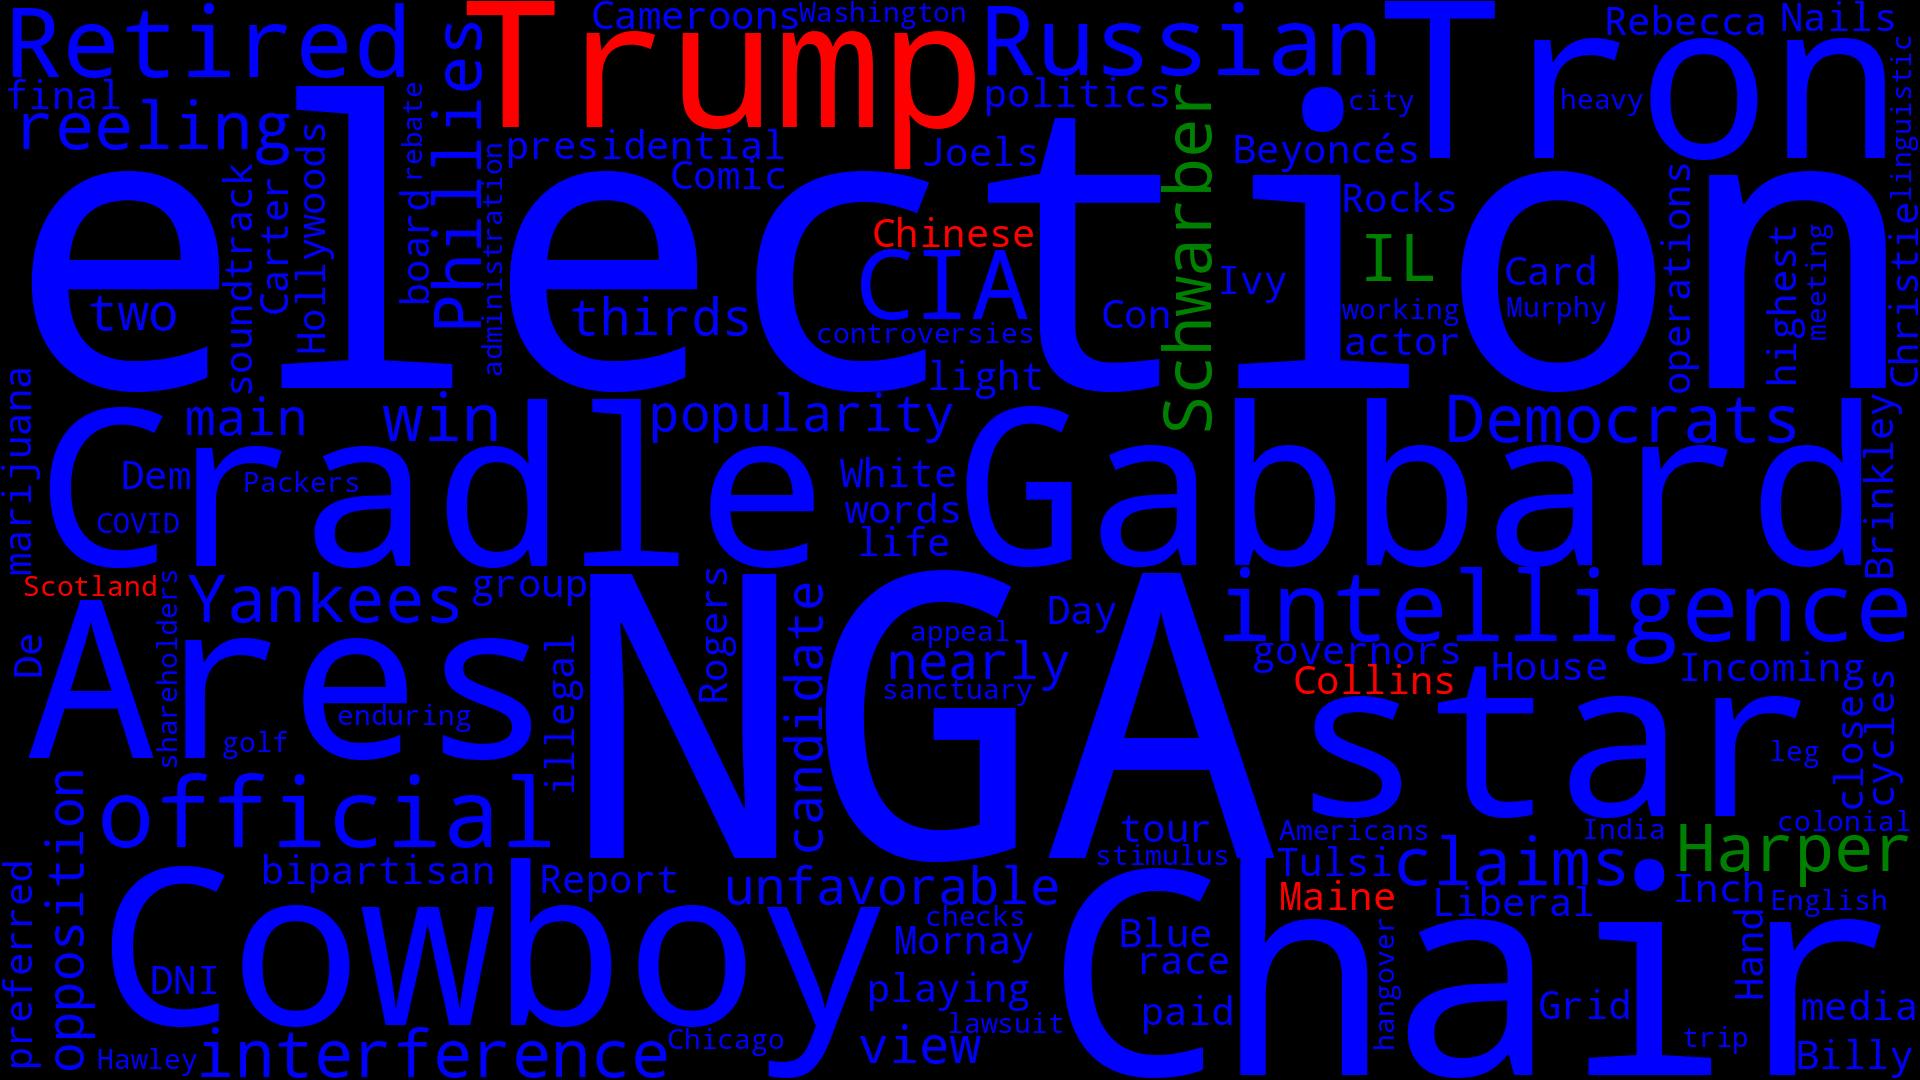 Retired
Trump
Cameroons
Washington
Russian
Tron
Rebecca
Nails
final
reeling
Phillies
rebate
presidential
Comic
Joels
politics
city
heavy
Beyoncés
linguistic
election
soundtrack
Carter
Hollywoods
board
administration
Chinese
CIA
Schwarber
Rocks
IL
Ivy
Card
operations
highest
meeting
Christie
two
thirds
controversies
Con
working
Murphy
actor
light
marijuana
main
win
popularity
Democrats
Cradle
Gabbard
Dem
Packers
COVID
White
words
life
Brinkley
Scotland
Yankees
group
Rogers
candidate
Day
intelligence
De
shareholders
Ares
NGA
appeal
nearly
sanctuary
governors
Collins
House
Incoming
enduring
golf
illegal
star
leg
closes
cycles
opposition
official
tour
stimulus
Americans
India
colonial
Tulsi
claims
Harper
bipartisan
Report
unfavorable
Maine
Liberal
Inch
English
preferred
Cowboy
checks
Mornay
Blue
race
Chair
hangover
Hand
DNI
playing
paid
Grid
media
Hawley
interference
Chicago
view
lawsuit
trip
Billy